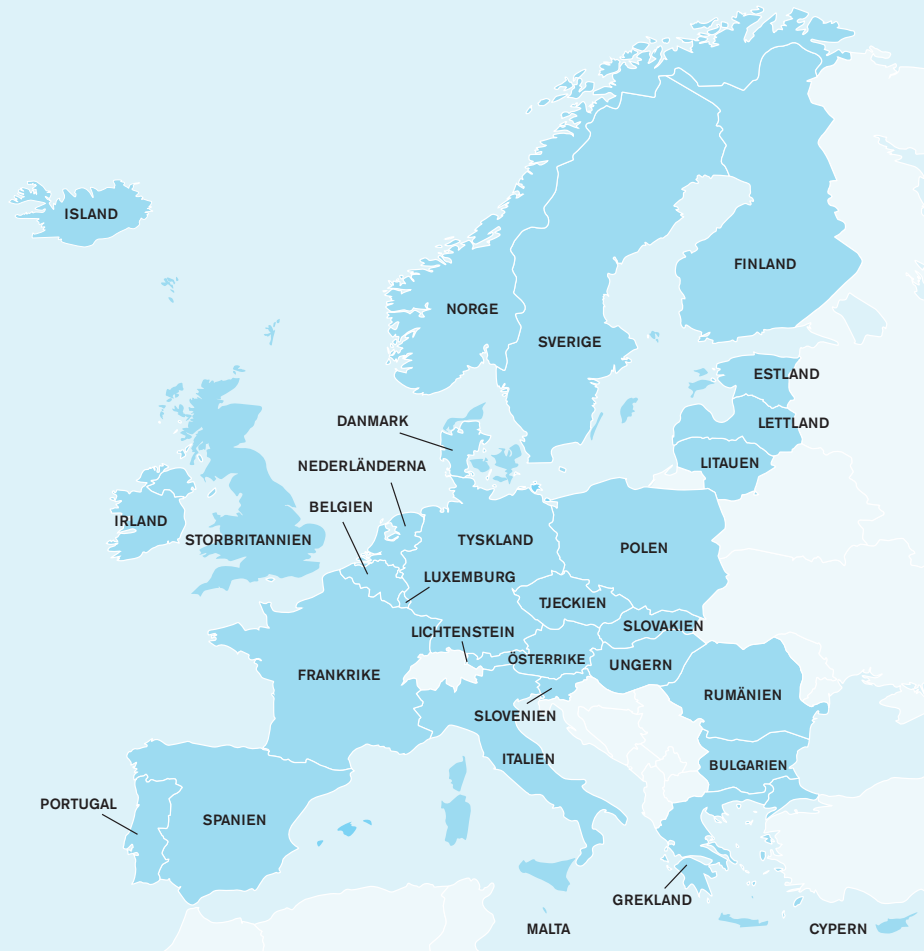 ISLAND
FINLAND
NORGE
SVERIGE
ESTLAND
DANMARK
LETTLAND
LITAUEN
NEDERLÄNDERNA
BELGIEN
IRLAND
STORBRITANNIEN
TYSKLAND
POLEN
LUXEMBURG
TJECKIEN
SLOVAKIEN
LICHTENSTEIN
ÖSTERRIKE
UNGERN
FRANKRIKE
RUMÄNIEN
SLOVENIEN
ITALIEN
BULGARIEN
PORTUGAL
SPANIEN
GREKLAND
MALTA
CYPERN